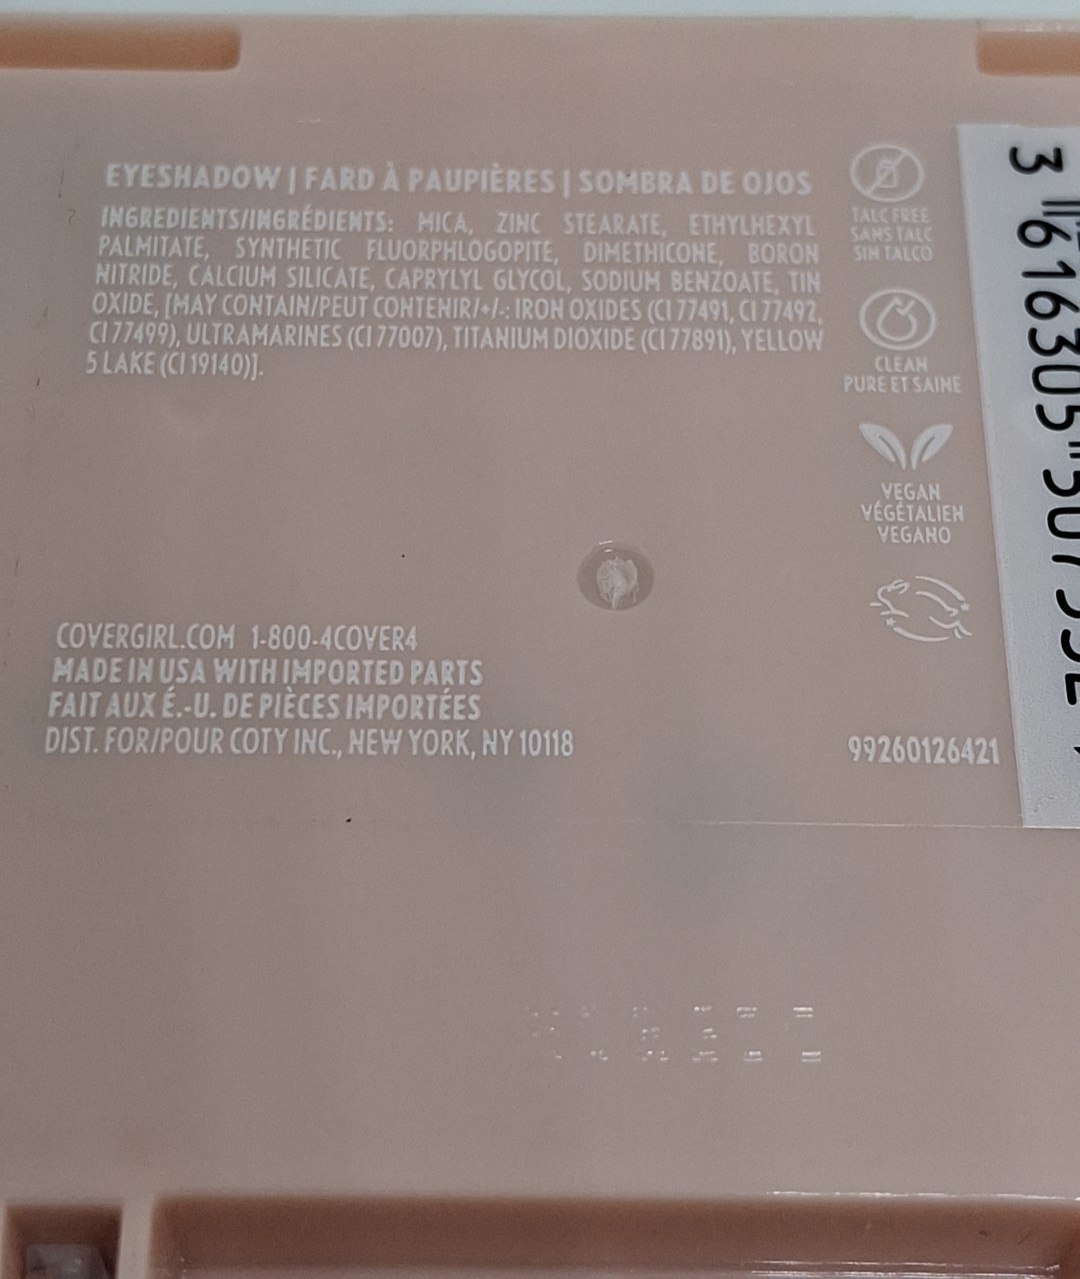 EYESHADOW | FARD À PAUPIÈRES | SOMBRA DE OJOS
INGREDIENTS/INGRÉDIENTS: MICA, ZINC STEARATE, ETHYLHEXYL
PALMITATE, SYNTHETIC FLUORPHLOGOPITE, DIMETHICONE, BORON
NITRIDE, CALCIUM SILICATE, CAPRYLYL GLYCOL, SODIUM BENZOATE, TIN
OXIDE, [MAY CONTAIN/PEUT CONTENIR/+/-: IRON OXIDES (CI 77491, CI 77492,
CI 77499), ULTRAMARINES (CI 77007), TITANIUM DIOXIDE (CI 77891), YELLOW
5 LAKE (CI 19140)].
TALC FREE
SANS TALC
SIN TALCO
CLEAN
PURE ET SAINE
VEGAN
VÉGÉTALIEN
VEGANO
COVERGIRL.COM 1-800-4COVER4
MADE IN USA WITH IMPORTED PARTS
FAIT AUX É.-U. DE PIÈCES IMPORTÉES
DIST. FOR/POUR COTY INC., NEW YORK, NY 10118
99260126421
3 616305